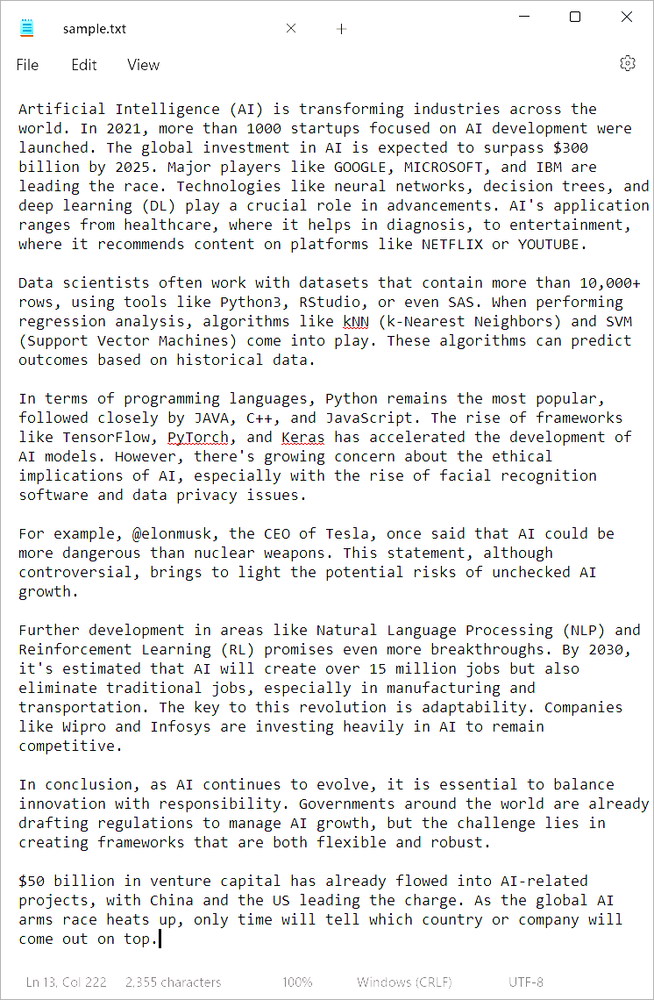 sample.txt
File Edit View
Artificial Intelligence (AI) is transforming industries across the
world. In 2021, more than 1000 startups focused on AI development were
launched. The global investment in AI is expected to surpass $300
billion by 2025. Major players like GOOGLE, MICROSOFT, and IBM are
leading the race. Technologies like neural networks, decision trees, and
deep learning (DL) play a crucial role in advancements. AI's application
ranges from healthcare, where it helps in diagnosis, to entertainment,
where it recommends content on platforms like NETFLIX or YOUTUBE.
Data scientists often work with datasets that contain more than 10,000+
rows, using tools like Python3, RStudio, or even SAS. When performing
regression analysis, algorithms like kNN (k-Nearest Neighbors) and SVM
(Support Vector Machines) come into play. These algorithms can predict
outcomes based on historical data.
In terms of programming languages, Python remains the most popular,
followed closely by JAVA, C++, and JavaScript. The rise of frameworks
like TensorFlow, PyTorch, and Keras has accelerated the development of
AI models. However, there's growing concern about the ethical
implications of AI, especially with the rise of facial recognition
software and data privacy issues.
For example, @elonmusk, the CEO of Tesla, once said that AI could be
more dangerous than nuclear weapons. This statement, although
controversial, brings to light the potential risks of unchecked AI
growth.
Further development in areas like Natural Language Processing (NLP) and
Reinforcement Learning (RL) promises even more breakthroughs. By 2030,
it's estimated that AI will create over 15 million jobs but also
eliminate traditional jobs, especially in manufacturing and
transportation. The key to this revolution is adaptability. Companies
like Wipro and Infosys are investing heavily in AI to remain
competitive.
In conclusion, as AI continues to evolve, it is essential to balance
innovation with responsibility. Governments around the world are already
drafting regulations to manage AI growth, but the challenge lies in
creating frameworks that are both flexible and robust.
$50 billion in venture capital has already flowed into AI-related
projects, with China and the US leading the charge. As the global AI
arms race heats up, only time will tell which country or company will
come out on top.
Ln 13, Col 222 2,355 characters 100% Windows (CRLF) UTF-8